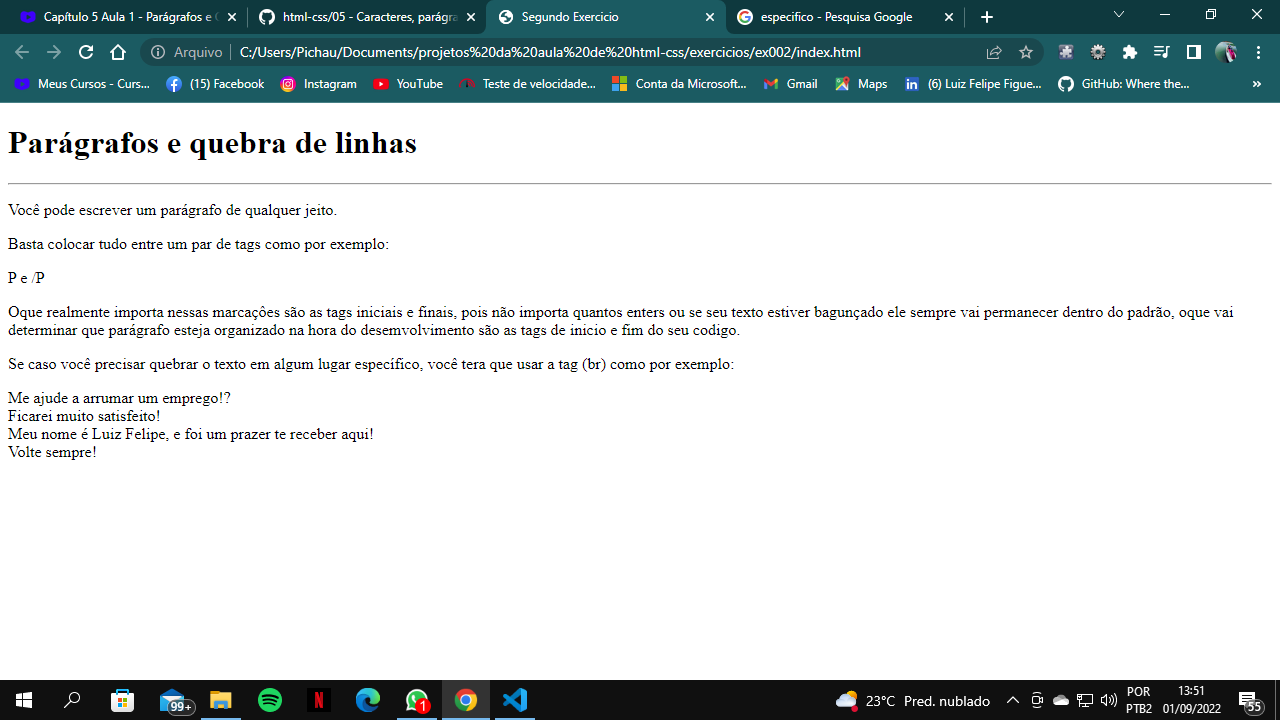 Capítulo 5 Aula 1 - Parágrafos e
html-css/05 - Caracteres, parágra
Segundo Exercicio
especifico - Pesquisa Google
Arquivo
C:/Users/Pichau/Documents/projetos%20da%20aula%20de%20html-css/exercicios/ex002/index.html
Meus Cursos - Curs...
(15) Facebook
Instagram
YouTube
Teste de velocidade...
Conta da Microsoft...
Gmail
Maps
(6) Luiz Felipe Figue...
GitHub: Where the...
»
Parágrafos e quebra de linhas
Você pode escrever um parágrafo de qualquer jeito.
Basta colocar tudo entre um par de tags como por exemplo:
P e /P
Oque realmente importa nessas marcações são as tags iniciais e finais, pois não importa quantos enters ou se seu texto estiver bagunçado ele sempre vai permanecer dentro do padrão, oque vai
determinar que parágrafo esteja organizado na hora do desemvolvimento são as tags de inicio e fim do seu codigo.
Se caso você precisar quebrar o texto em algum lugar específico, você tera que usar a tag (br) como por exemplo:
Me ajude a arrumar um emprego!?
Ficarei muito satisfeito!
Meu nome é Luiz Felipe, e foi um prazer te receber aqui!
Volte sempre!
99+
1
23°C Pred. nublado
POR
PTB2
13:51
01/09/2022
55